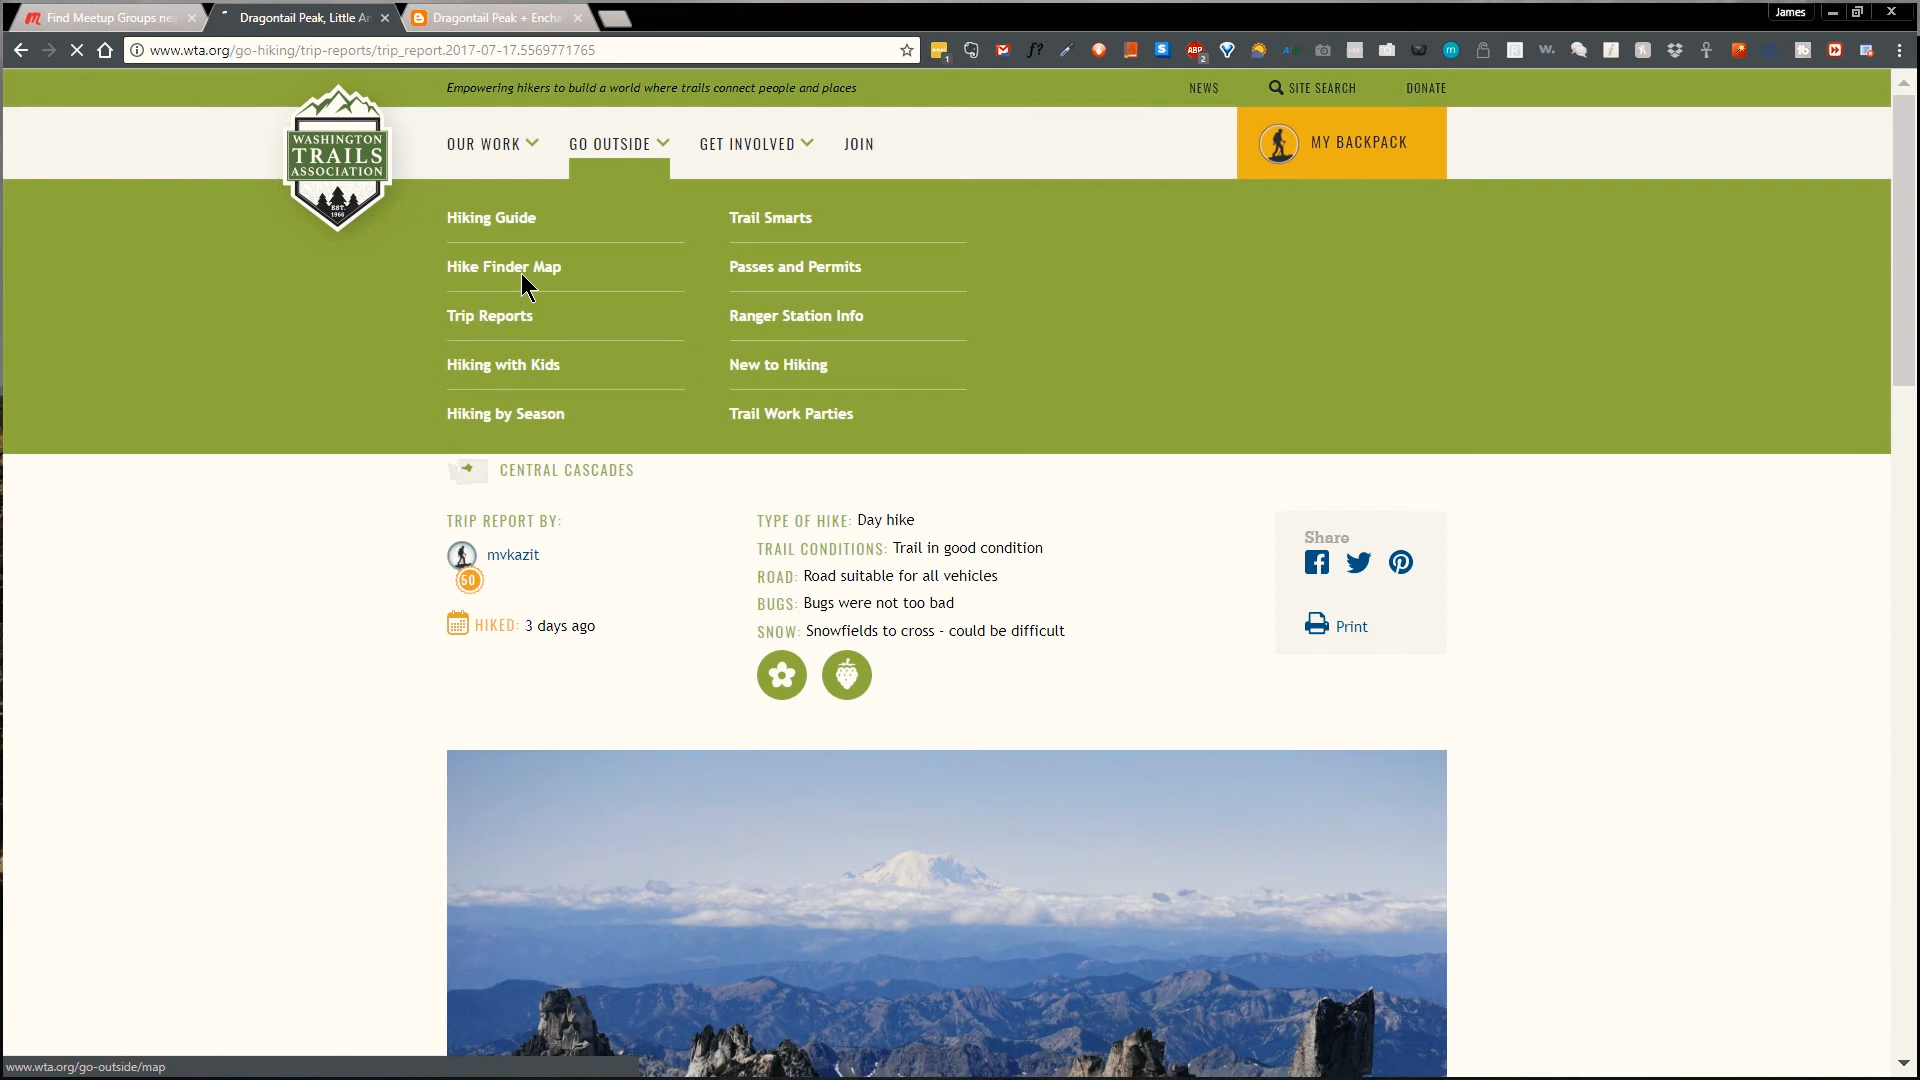 Find Meetup Groups nea
Dragontail Peak, Little An
Dragontail Peak + Encha
James
www.wta.org/go-hiking/trip-reports/trip_report.2017-07-17.5569771765
Empowering hikers to build a world where trails connect people and places
NEWS
SITE SEARCH
DONATE
WASHINGTON
TRAILS
ASSOCIATION
EST.
1966
OUR WORK
GO OUTSIDE
GET INVOLVED
JOIN
MY BACKPACK
Hiking Guide
Hike Finder Map
Trip Reports
Hiking with Kids
Hiking by Season
Trail Smarts
Passes and Permits
Ranger Station Info
New to Hiking
Trail Work Parties
CENTRAL CASCADES
TRIP REPORT BY:
mvkazit
50
HIKED: 3 days ago
TYPE OF HIKE: Day hike
TRAIL CONDITIONS: Trail in good condition
ROAD: Road suitable for all vehicles
BUGS: Bugs were not too bad
SNOW: Snowfields to cross - could be difficult
Share
Print
www.wta.org/go-outside/map